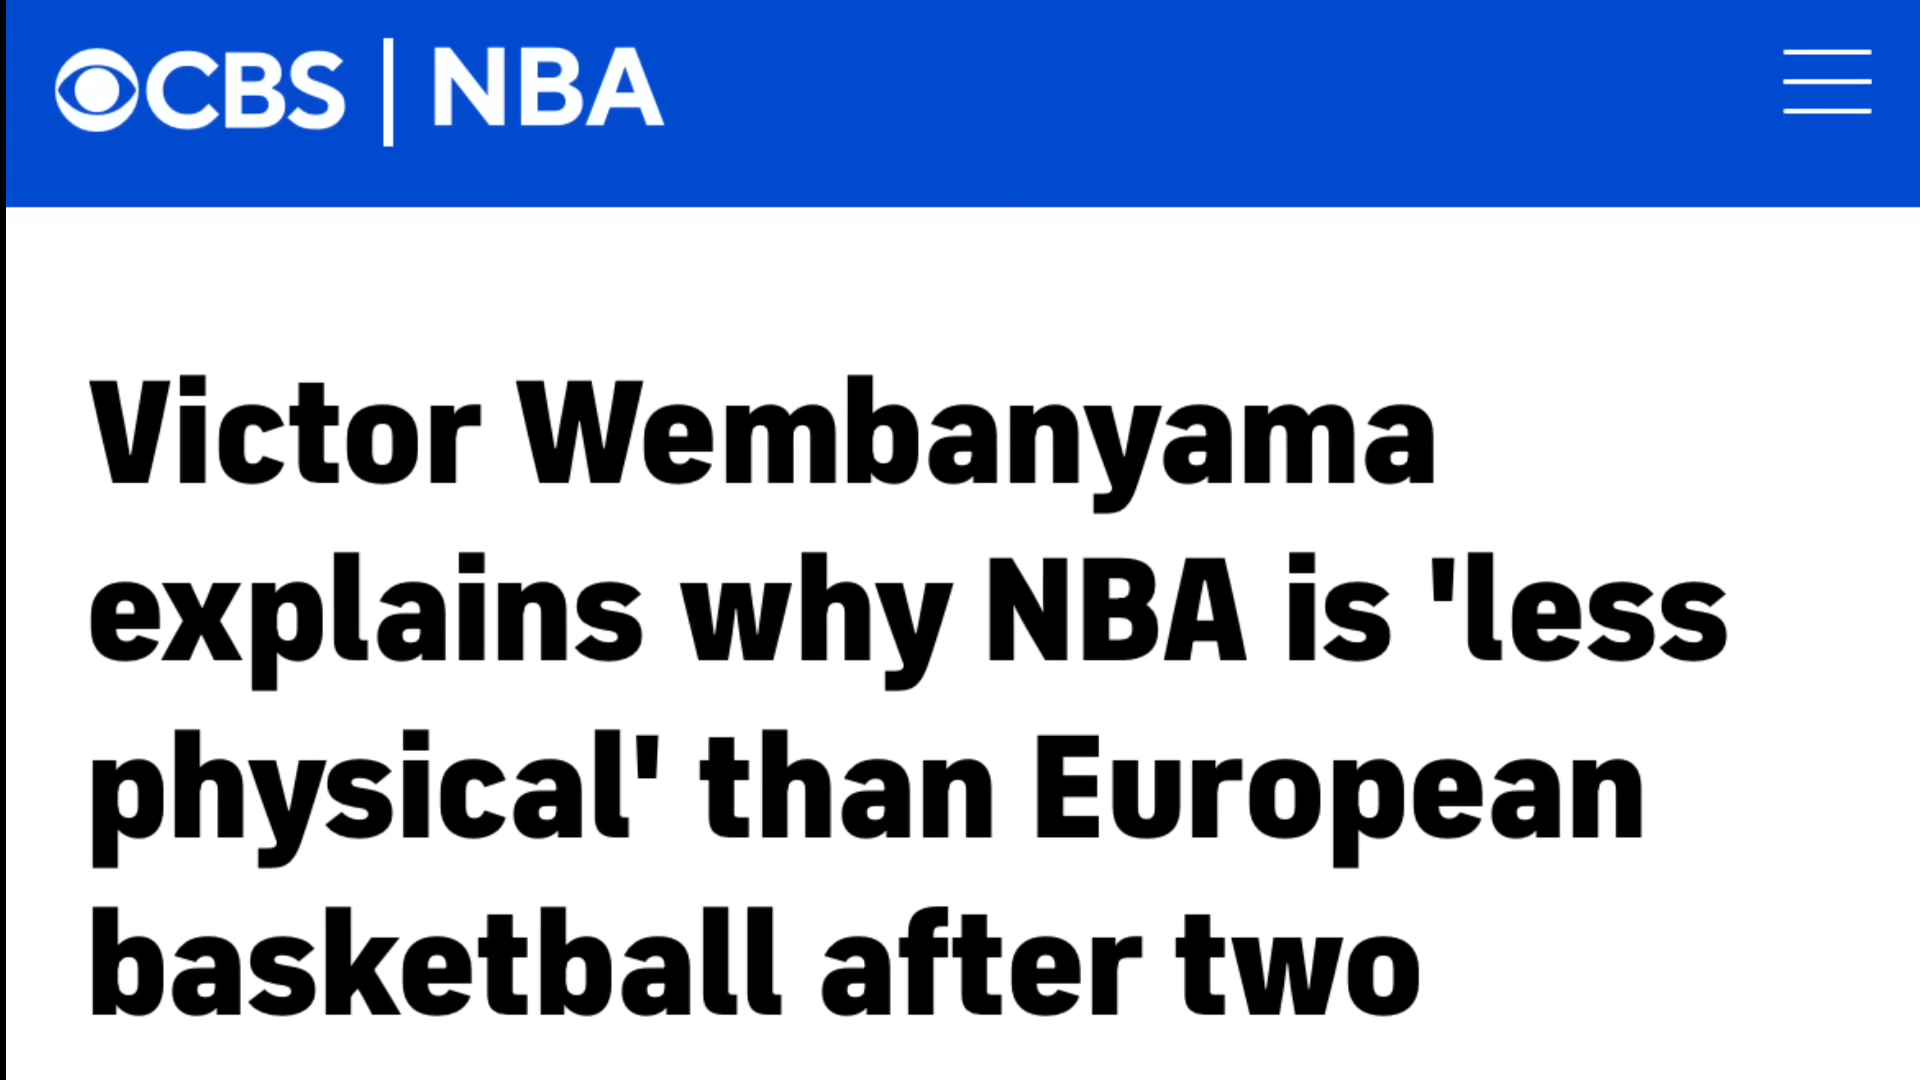 CBS | NBA
Victor Wembanyama
explains why NBA is 'less
physical' than European
basketball after two